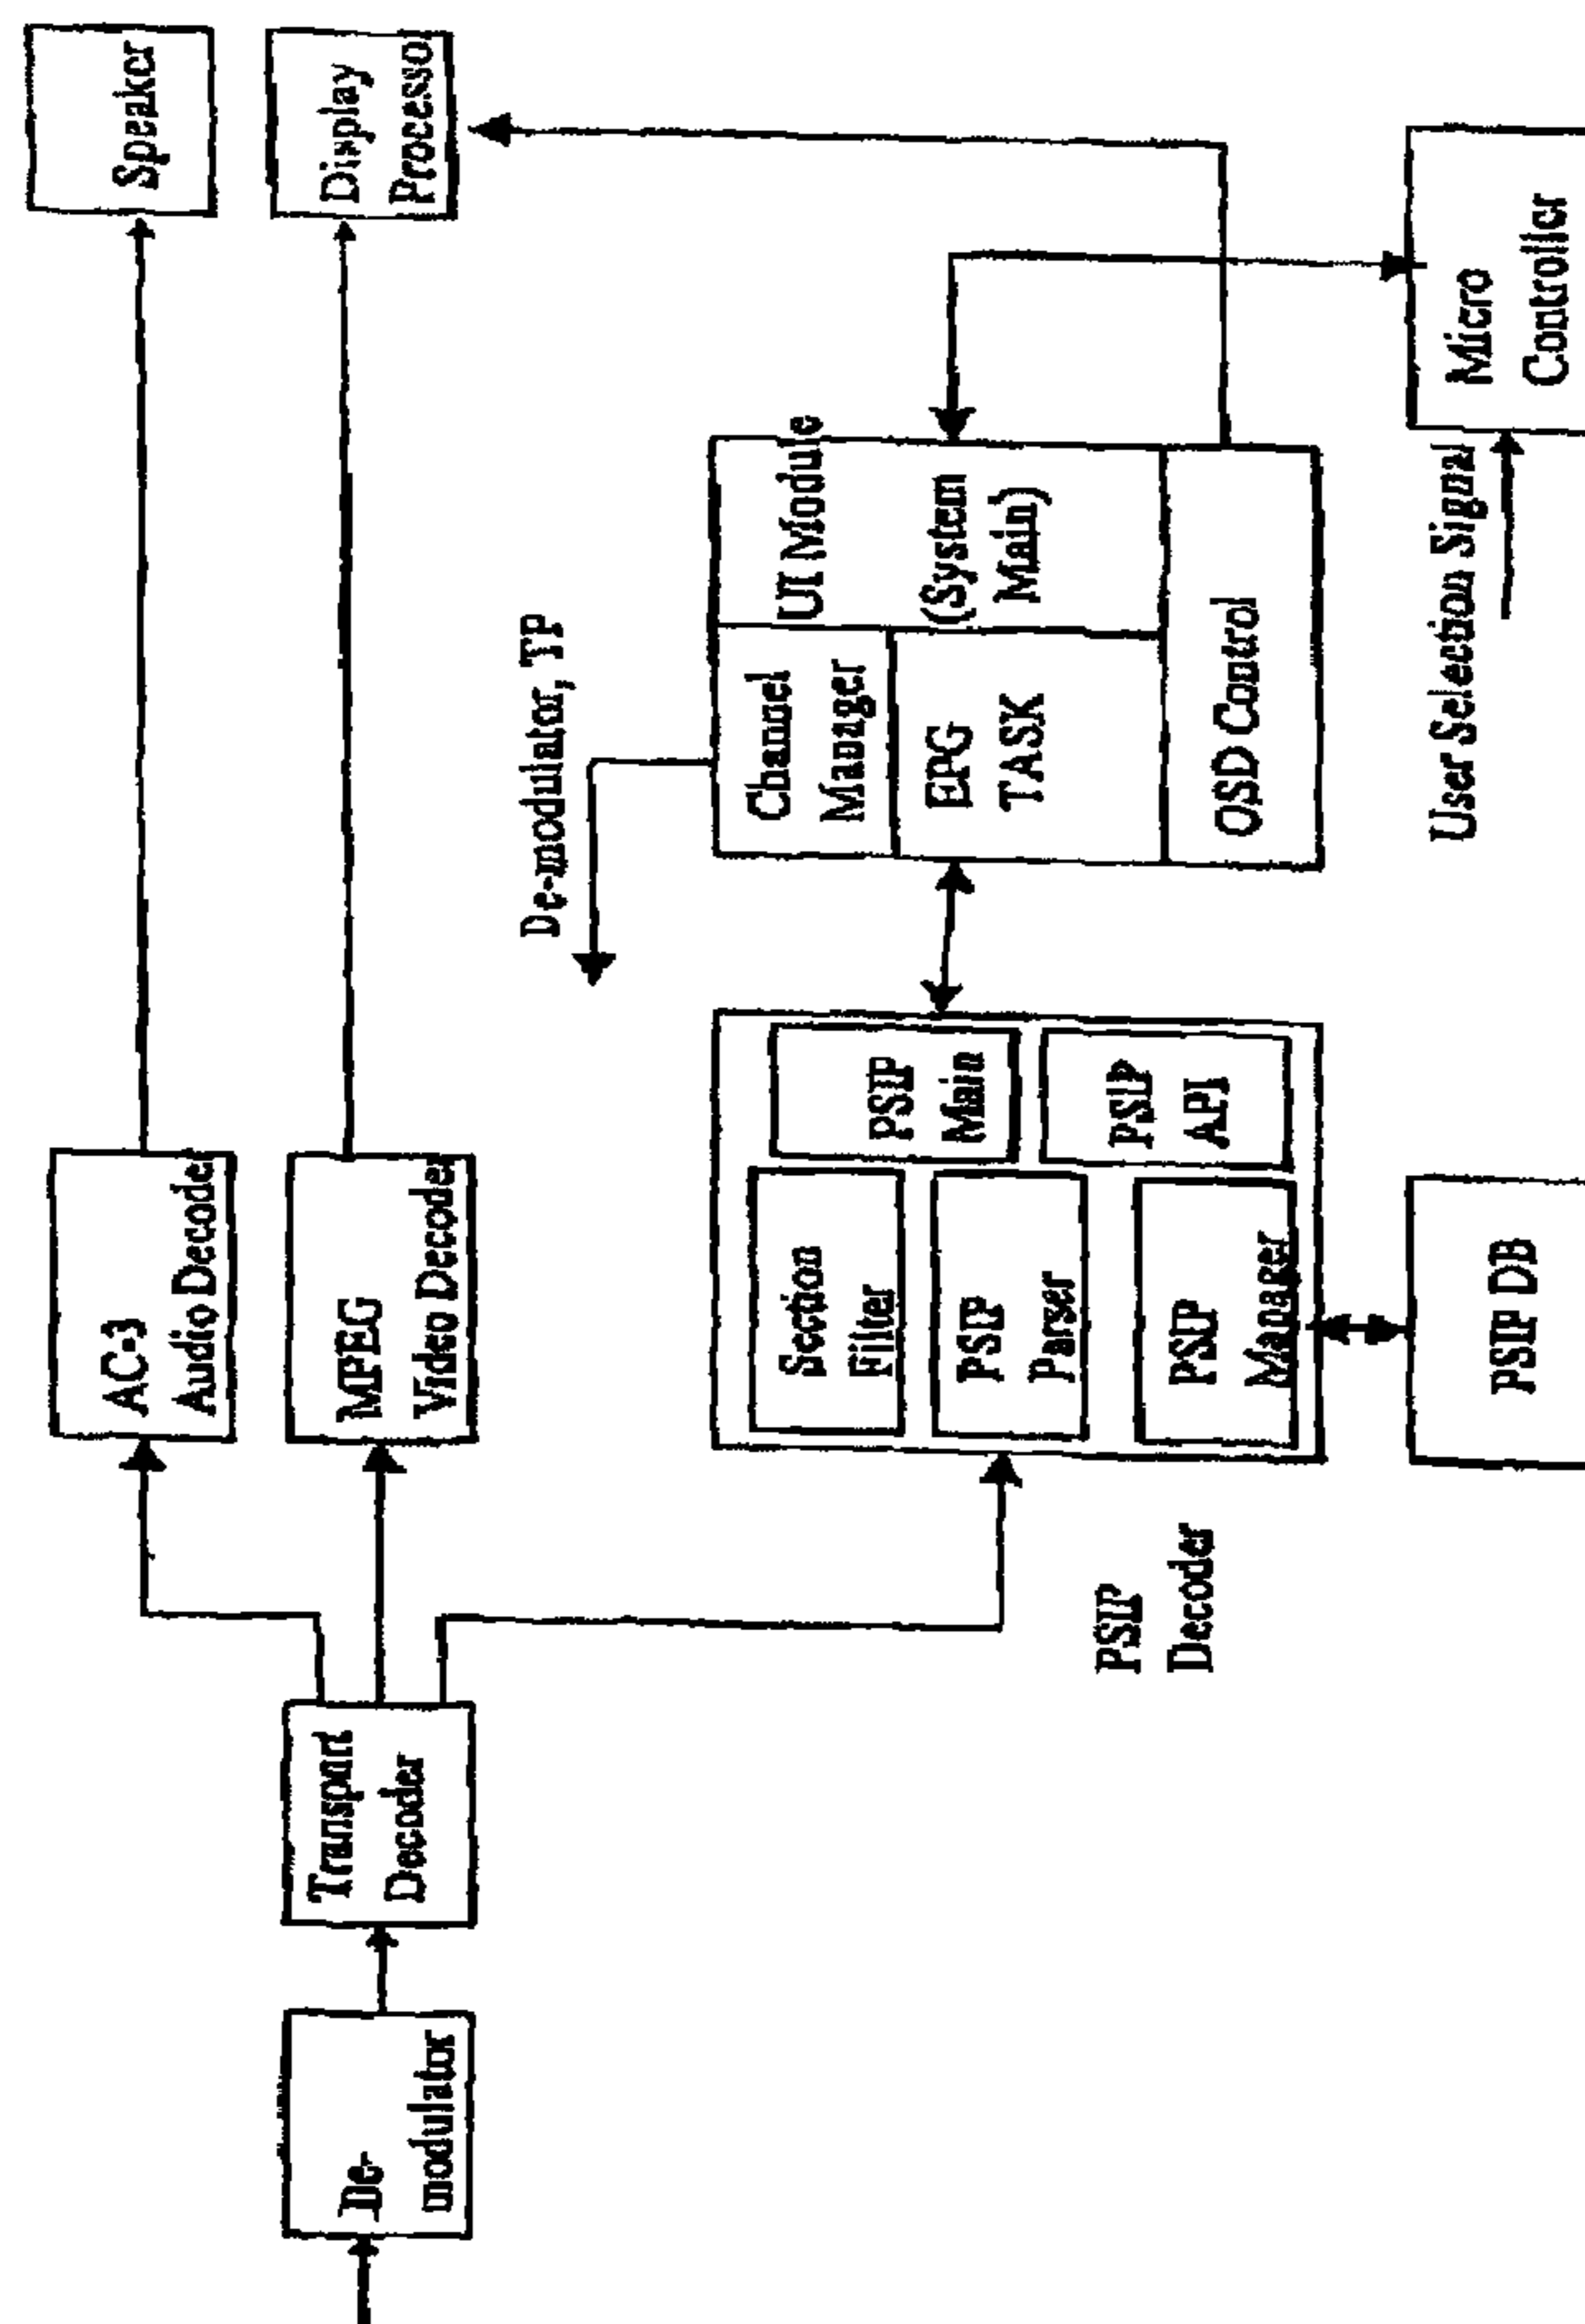 De-
modulator
Transport
Decoder
AC-3
Audio Decoder
MPEG
Video Decoder
Speaker
Display
Processo
De-modulator, TP
Section
Filter
PSIP
Parser
PSIP
Manager
PSIP
Main
PSIP
API
PSIP
Decoder
Channel
Manager
EPG
TASK
UI Module
(System
Main)
OSD Control
PSIP DB
User Selection Signal
Micro
Controller